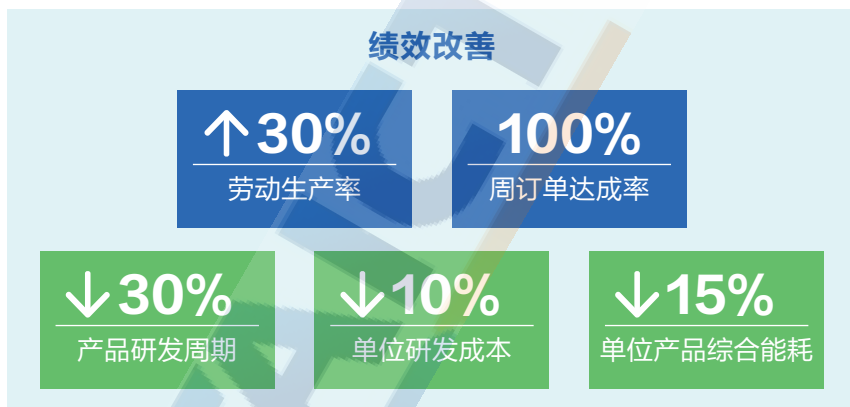 绩效改善
↑30%
劳动生产率
100%
周订单达成率
↓30%
产品研发周期
↓10%
单位研发成本
↓15%
单位产品综合能耗